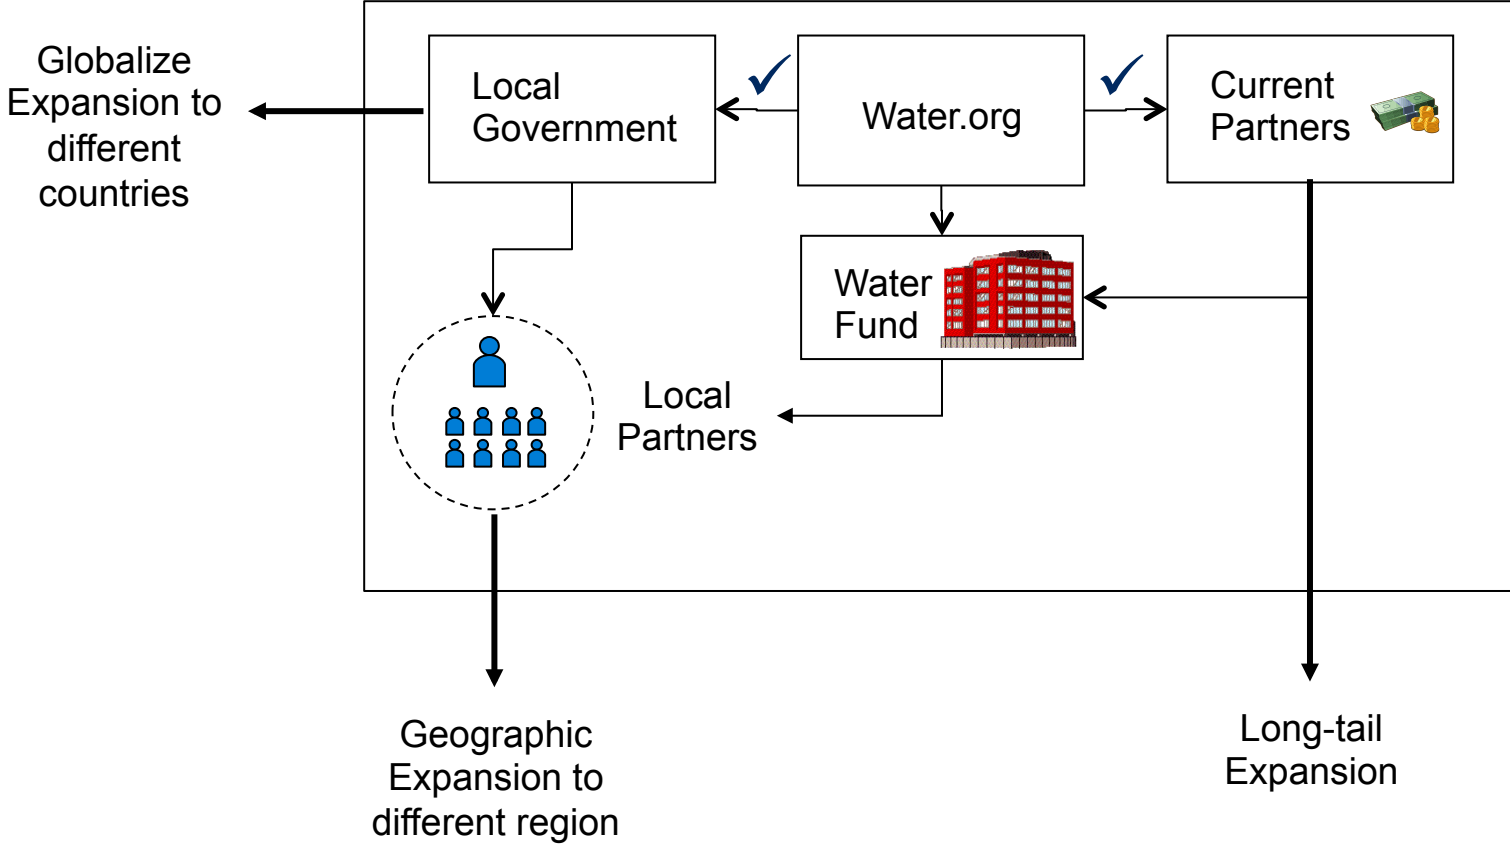 Globalize
Expansion to
different
countries
Local
Government
Water.org
Current
Partners
Water
Fund
Local
Partners
Geographic
Expansion to
different region
Long-tail
Expansion